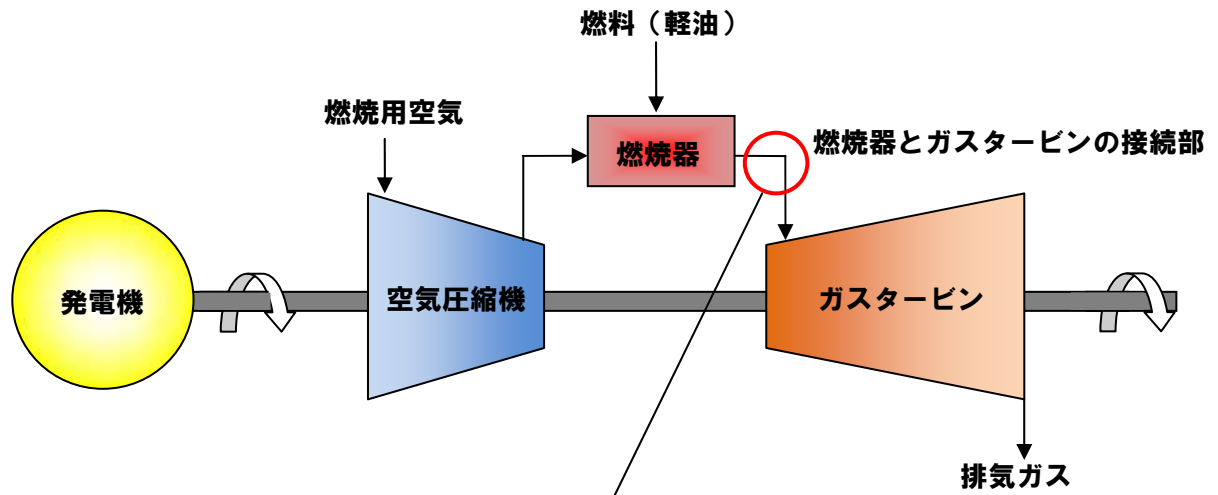 燃料（軽油）
燃焼用空気
燃焼器
燃焼器とガスタービンの接続部
発電機
空気圧縮機
ガスタービン
排気ガス